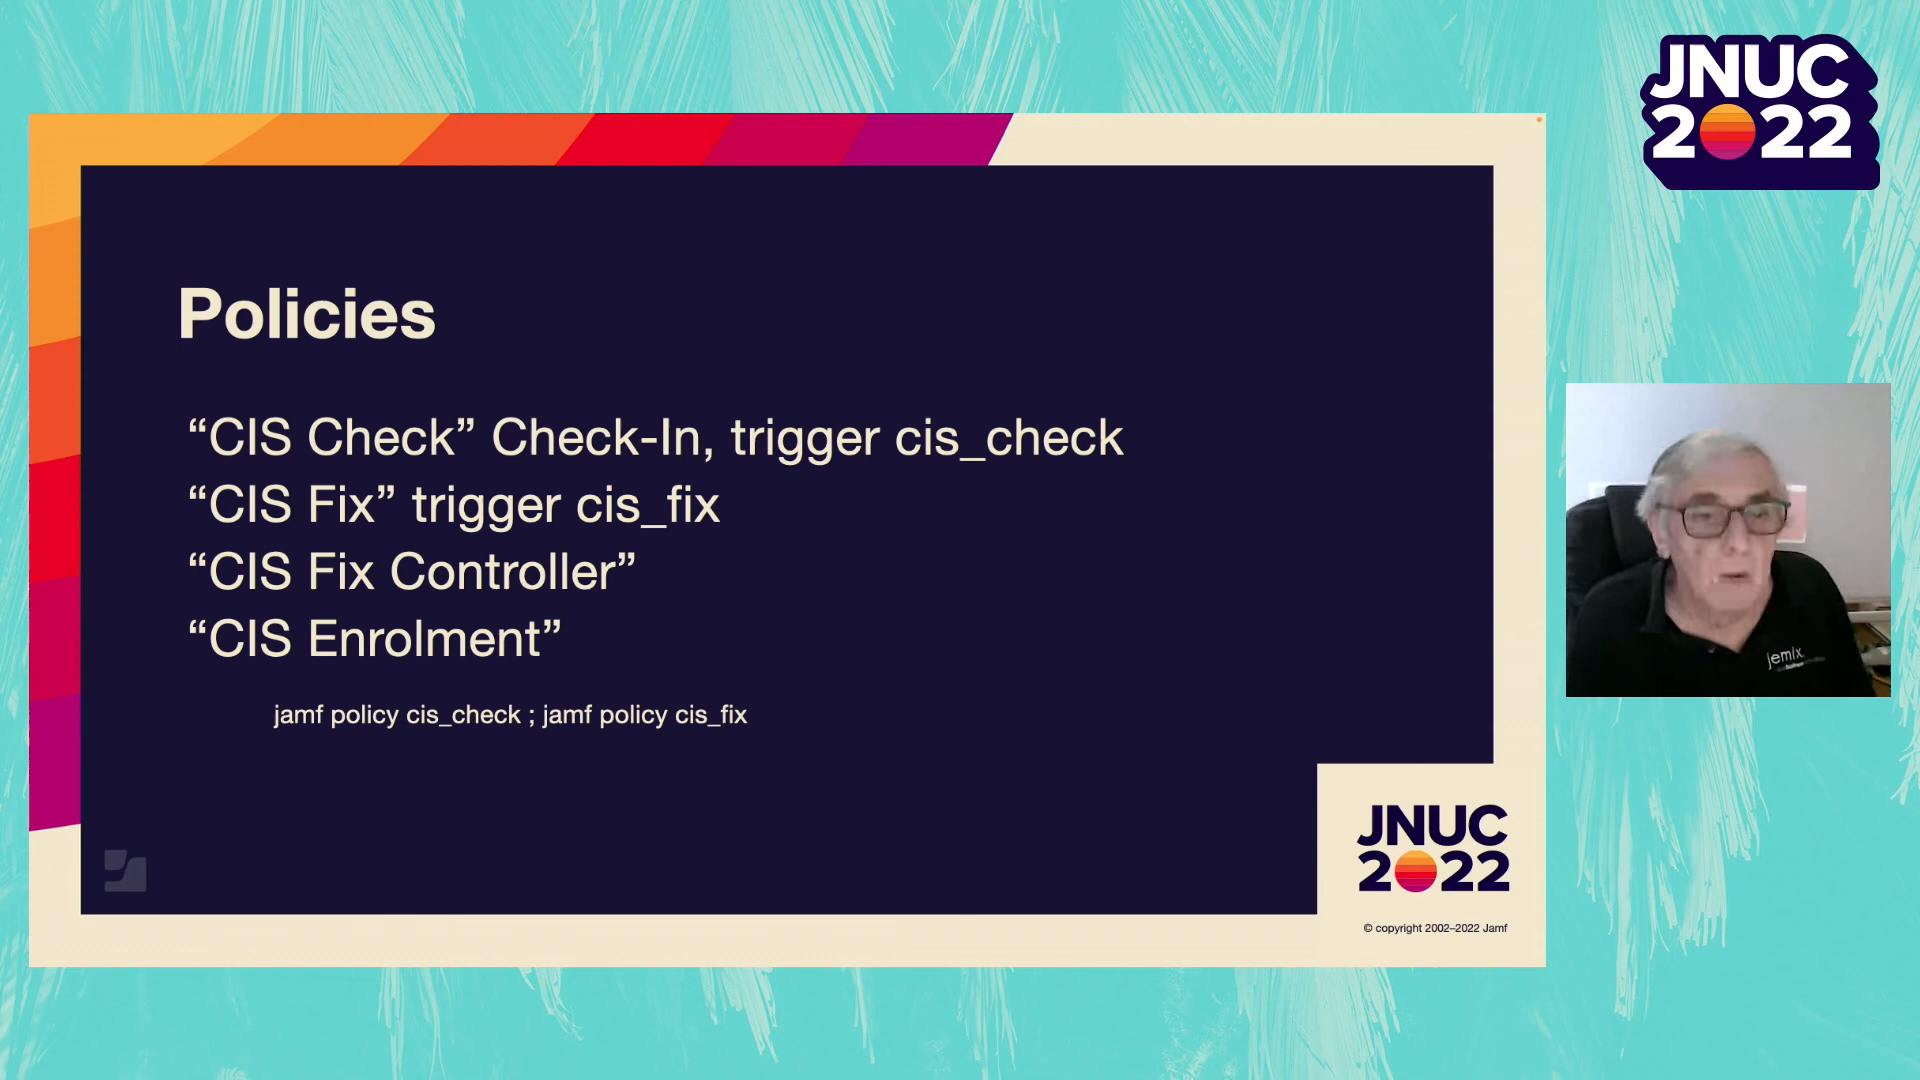 JNUC
2022
Policies
“CIS Check” Check-In, trigger cis_check
“CIS Fix” trigger cis_fix
“CIS Fix Controller”
“CIS Enrolment”
jamf policy cis_check ; jamf policy cis_fix
jemix
JNUC
2022
© copyright 2002–2022 Jamf